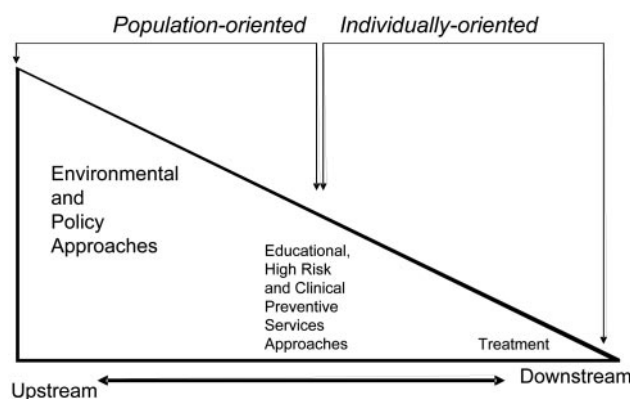 Population-oriented Individually-oriented
Environmental
and
Policy
Approaches
Educational,
High Risk
and Clinical
Preventive
Services
Approaches
Treatment
Upstream
Downstream